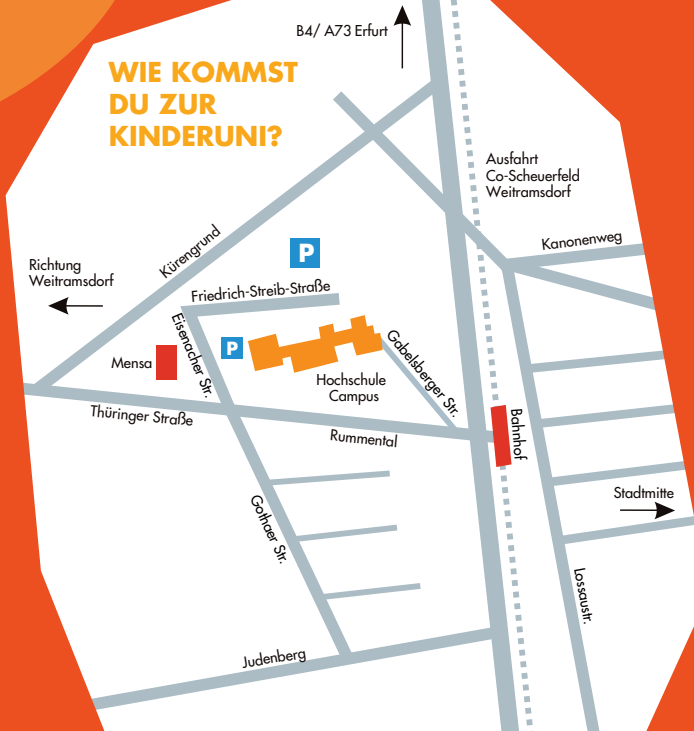 B4/ A73 Erfurt
WIE KOMMST
DU ZUR
KINDERUNI?
Ausfahrt
Co-Scheuerfeld
Weitramsdorf
Kanonenweg
Kürengrund
P
Richtung
Weitramsdorf
Friedrich-Streib-Straße
Eisenacher Str.
P
Mensa
Gabelsberger Str.
Hochschule
Campus
Thüringer Straße
Rummental
Bahnhof
Stadtmitte
Gothaer Str.
Lossaustr.
Judenberg